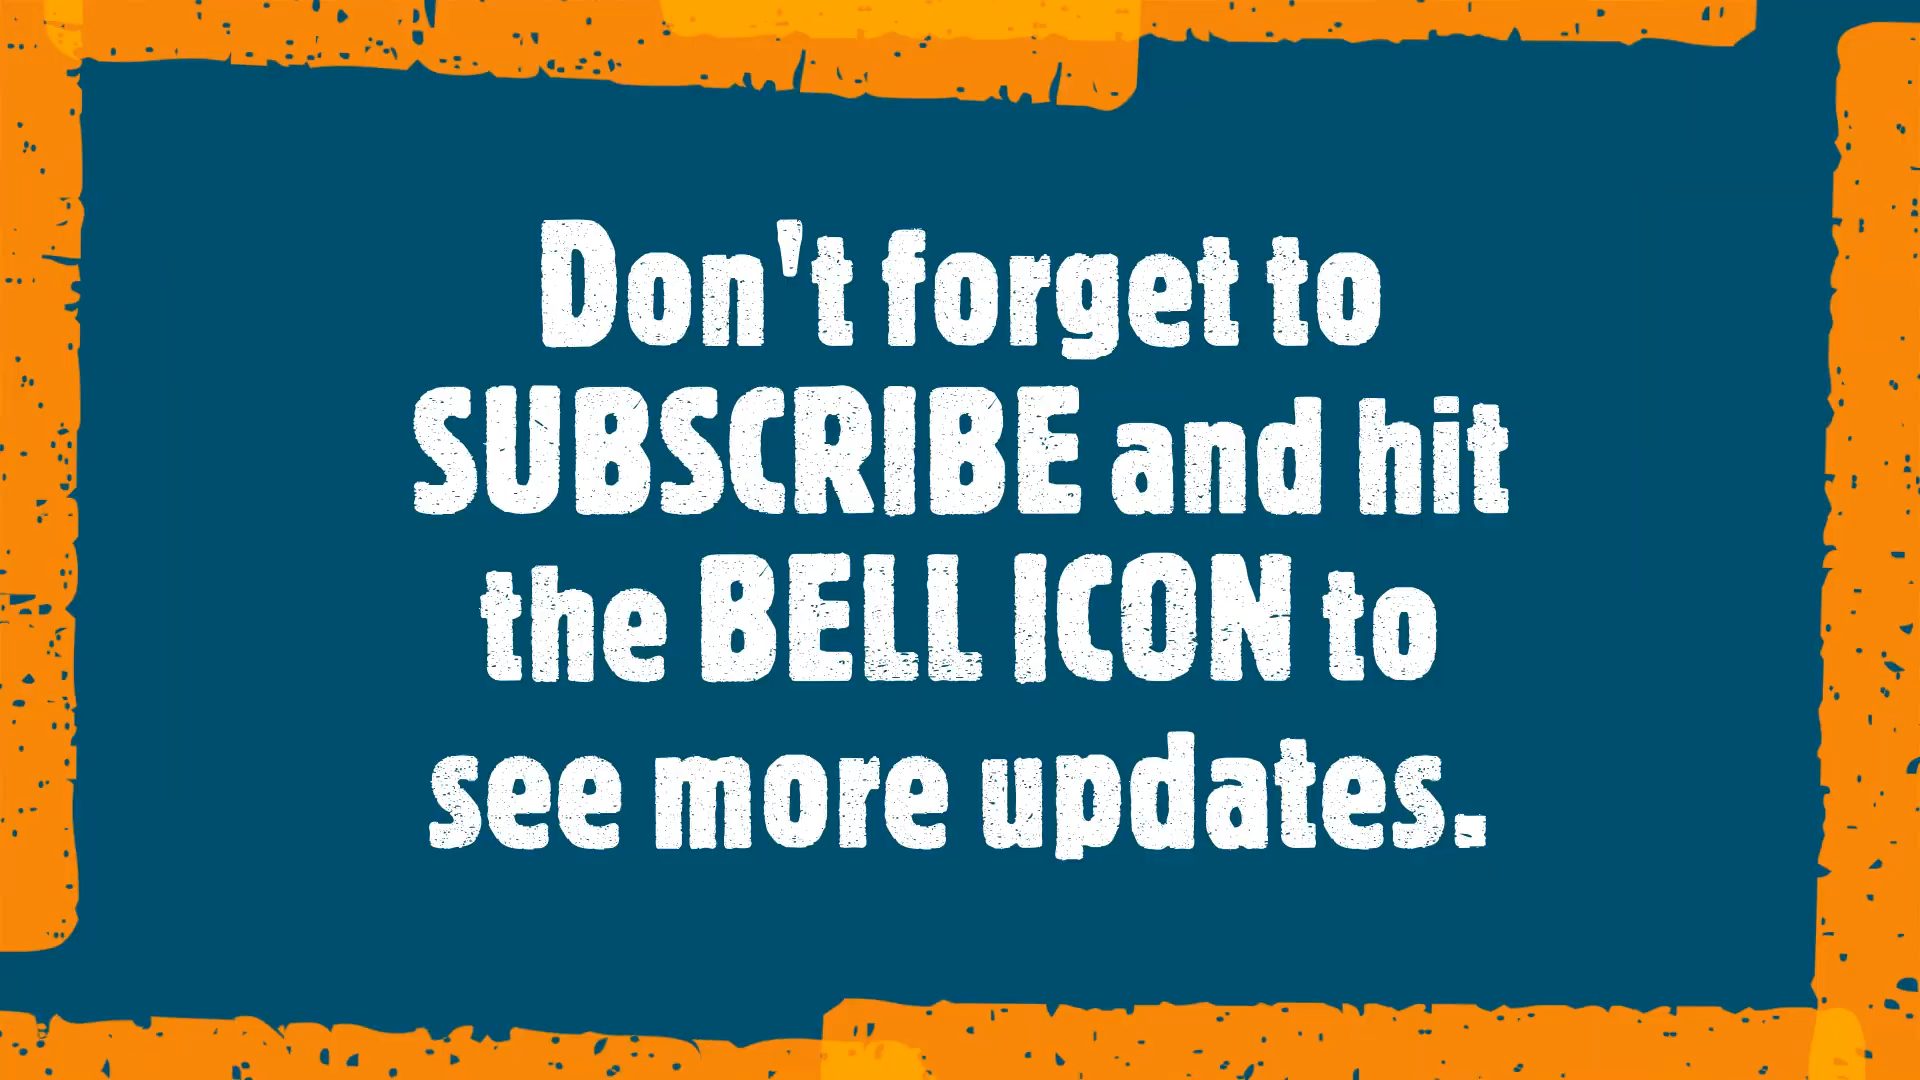 Don't forget to
SUBSCRIBE and hit
the BELL ICON to
see more updates.